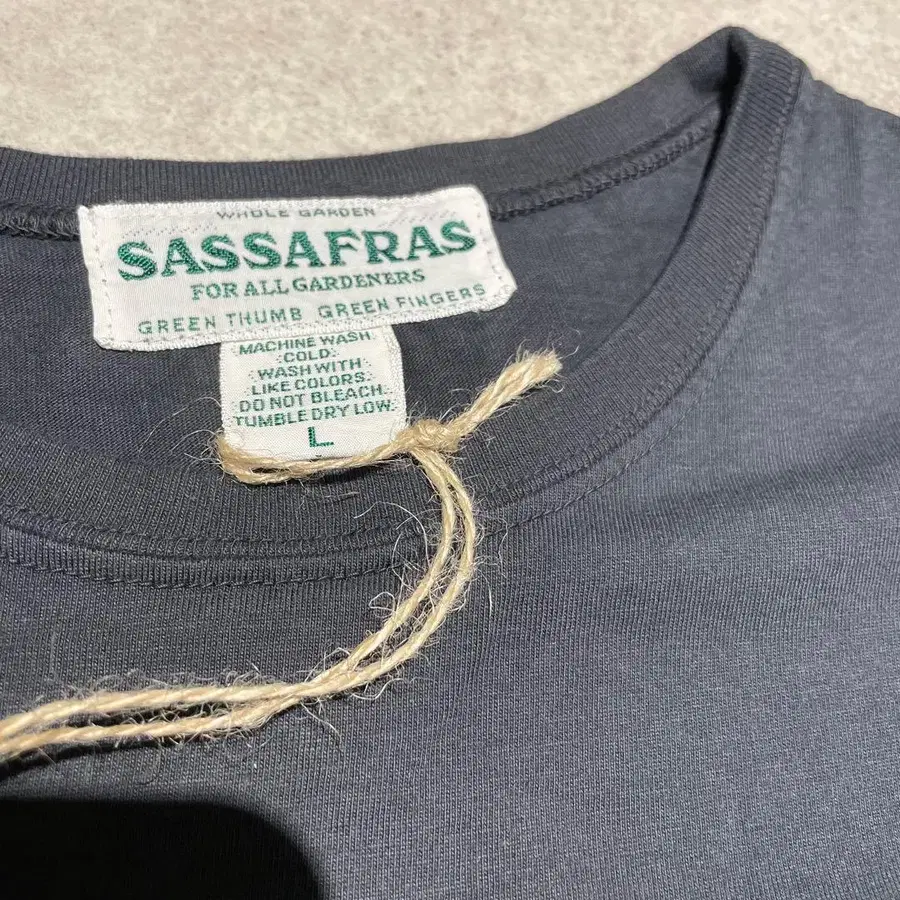 WHOLE GARDEN
SASSAFRAS
FOR ALL GARDENERS
GREEN THUMB GREEN FINGERS
MACHINE WASH
COLD.
WASH WITH
LIKE COLORS.
DO NOT BLEACH.
TUMBLE DRY LOW.
L